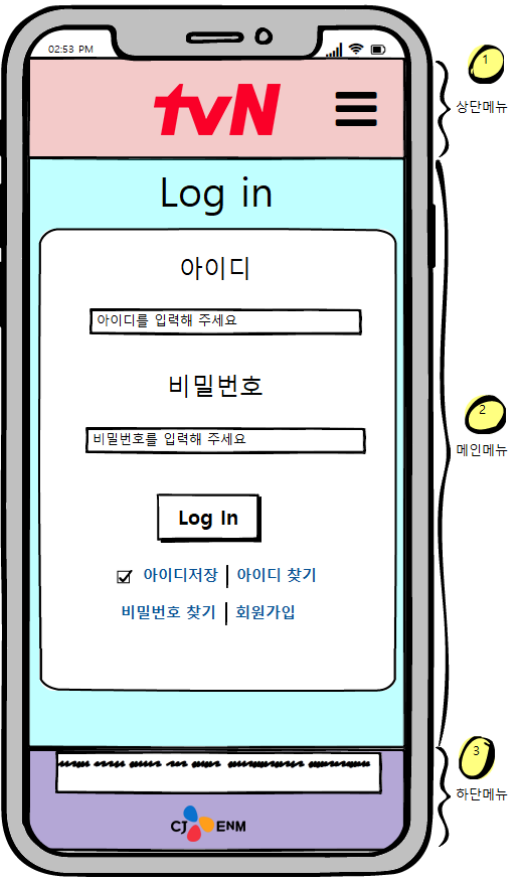 02:53 PM
tvN
1
상단메뉴
Log in
아이디
아이디를 입력해 주세요
비밀번호
비밀번호를 입력해 주세요
2
메인메뉴
Log In
아이디저장 | 아이디 찾기
비밀번호 찾기 | 회원가입
3
하단메뉴
CJ ENM